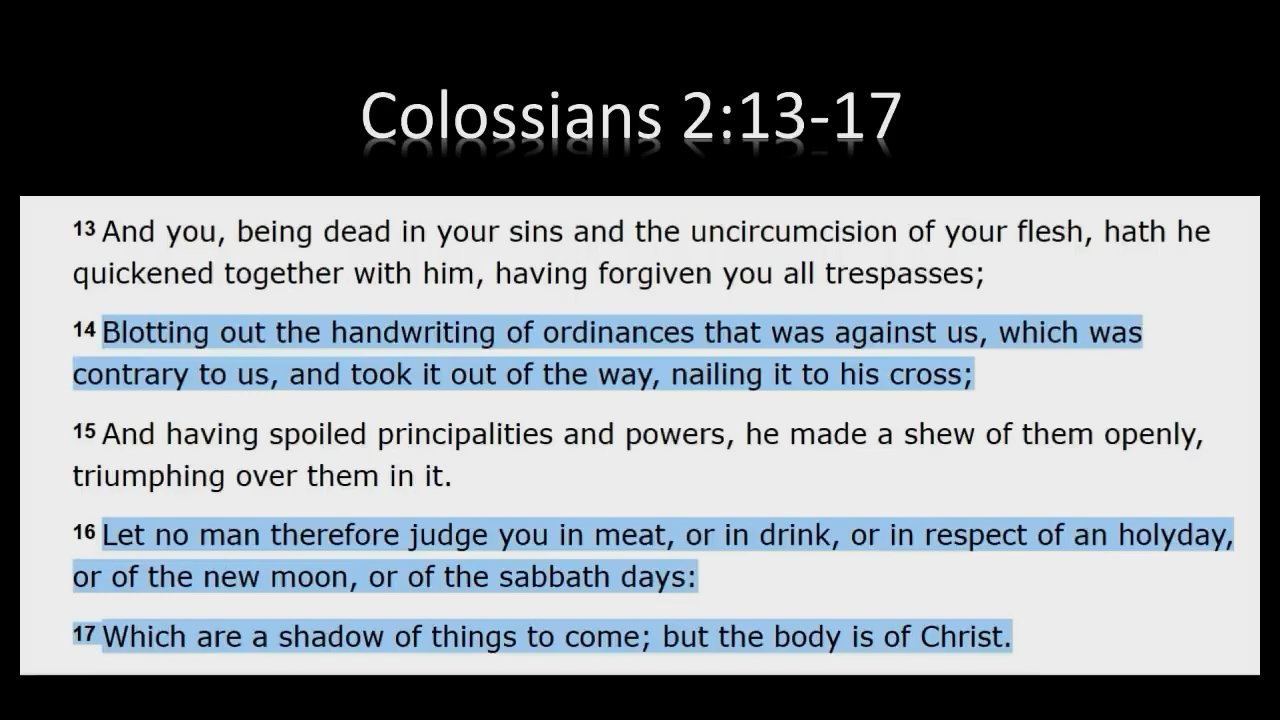 Colossians 2:13-17
13 And you, being dead in your sins and the uncircumcision of your flesh, hath he
quickened together with him, having forgiven you all trespasses;
14 Blotting out the handwriting of ordinances that was against us, which was
contrary to us, and took it out of the way, nailing it to his cross;
15 And having spoiled principalities and powers, he made a shew of them openly,
triumphing over them in it.
16 Let no man therefore judge you in meat, or in drink, or in respect of an holyday,
or of the new moon, or of the sabbath days:
17 Which are a shadow of things to come; but the body is of Christ.